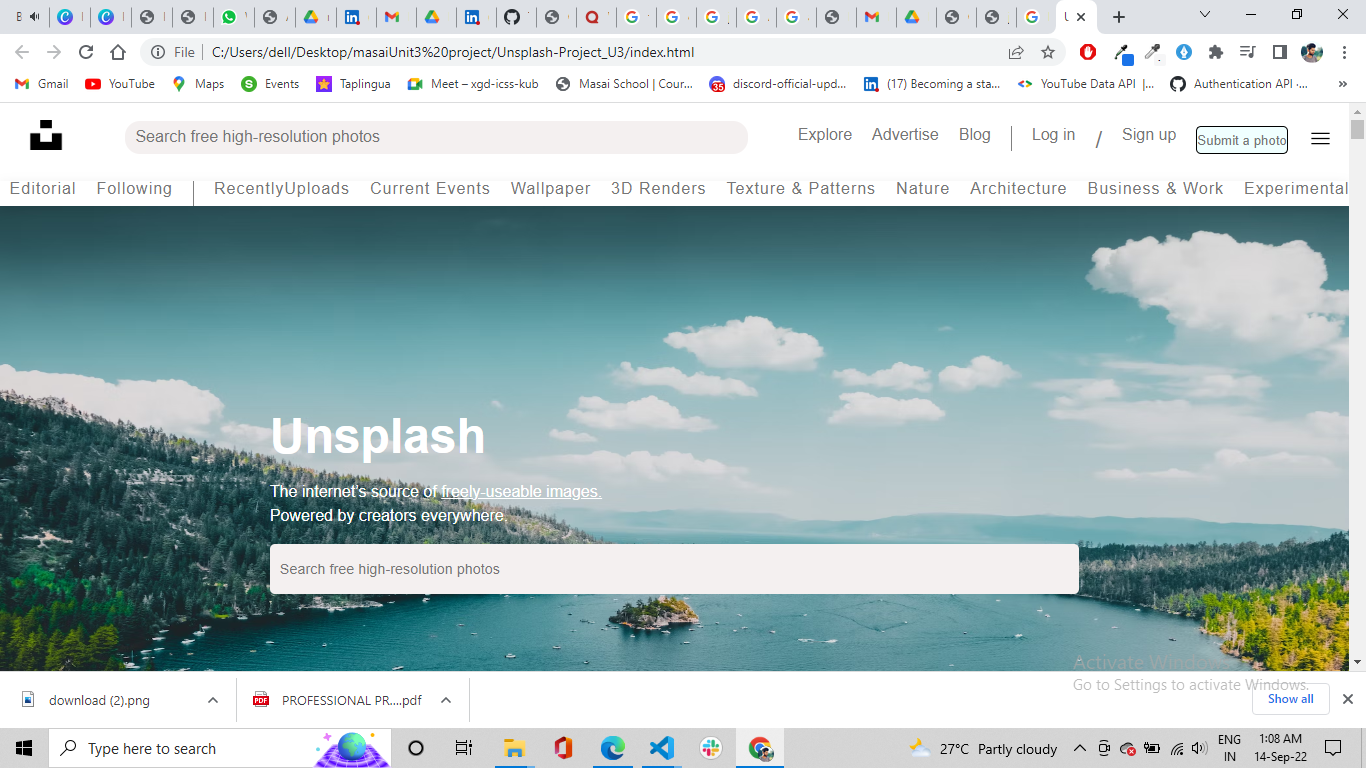 File
C:/Users/dell/Desktop/masaiUnit3%20project/Unsplash-Project_U3/index.html
Gmail
YouTube
Maps
Events
Taplingua
Meet – xgd-icss-kub
Masai School | Cour...
35
discord-official-upd...
(17) Becoming a sta...
YouTube Data API |...
Authentication API ·...
»
Search free high-resolution photos
Explore
Advertise
Blog
Log in
/
Sign up
Submit a photo
Editorial
Following
RecentlyUploads
Current Events
Wallpaper
3D Renders
Texture & Patterns
Nature
Architecture
Business & Work
Experimental
Unsplash
The internet's source of freely-useable images.
Powered by creators everywhere.
Search free high-resolution photos
Go to Settings to activate Windows.
download (2).png
PDF
PROFESSIONAL PR....pdf
Show all
Type here to search
27°C Partly cloudy
ENG
IN
1:08 AM
14-Sep-22